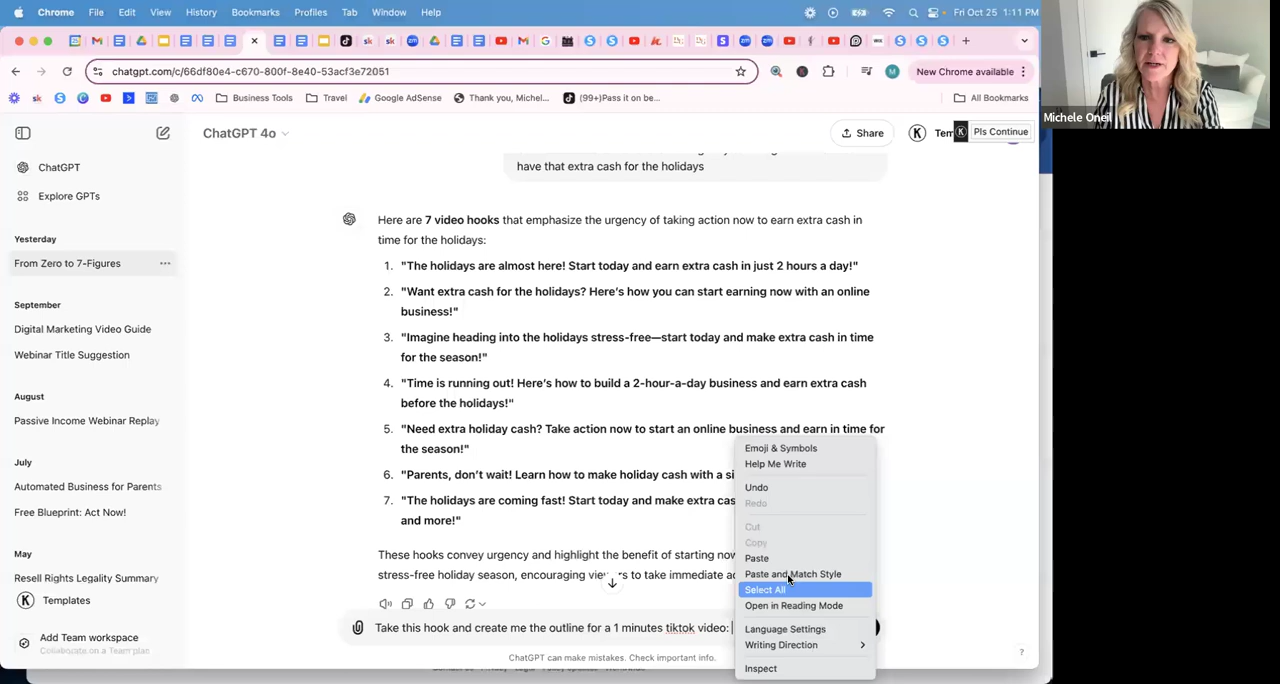 Chrome File Edit View History Bookmarks Profiles Tab Window Help
Fri Oct 25 1:11 PM
chatgpt.com/c/66df80e4-c670-800f-8e40-53acf3e72051
New Chrome available
Business Tools Travel Google AdSense Thank you, Michel... (99+)Pass it on be... All Bookmarks
Michele Oneil
ChatGPT 4o
Share
K Tem K Pls Continue
ChatGPT
Explore GPTs
Yesterday
From Zero to 7-Figures
September
Digital Marketing Video Guide
Webinar Title Suggestion
August
Passive Income Webinar Replay
July
Automated Business for Parents
Free Blueprint: Act Now!
May
Resell Rights Legality Summary
K Templates
Add Team workspace
Collaborate on a Team plan
have that extra cash for the holidays
Here are 7 video hooks that emphasize the urgency of taking action now to earn extra cash in
time for the holidays:
1. "The holidays are almost here! Start today and earn extra cash in just 2 hours a day!"
2. "Want extra cash for the holidays? Here's how you can start earning now with an online
business!"
3. "Imagine heading into the holidays stress-free—start today and make extra cash in time
for the season!"
4. "Time is running out! Here's how to build a 2-hour-a-day business and earn extra cash
before the holidays!"
5. "Need extra holiday cash? Take action now to start an online business and earn in time for
the season!"
6. "Parents, don't wait! Learn how to make holiday cash with a si
7. "The holidays are coming fast! Start today and make extra cas
and more!"
These hooks convey urgency and highlight the benefit of starting now
stress-free holiday season, encouraging viewers to take immediate ac
Take this hook and create me the outline for a 1 minutes tiktok video:
ChatGPT can make mistakes. Check important info.
?
Emoji & Symbols
Help Me Write
Undo
Redo
Cut
Copy
Paste
Paste and Match Style
Select All
Open in Reading Mode
Language Settings
Writing Direction
Inspect